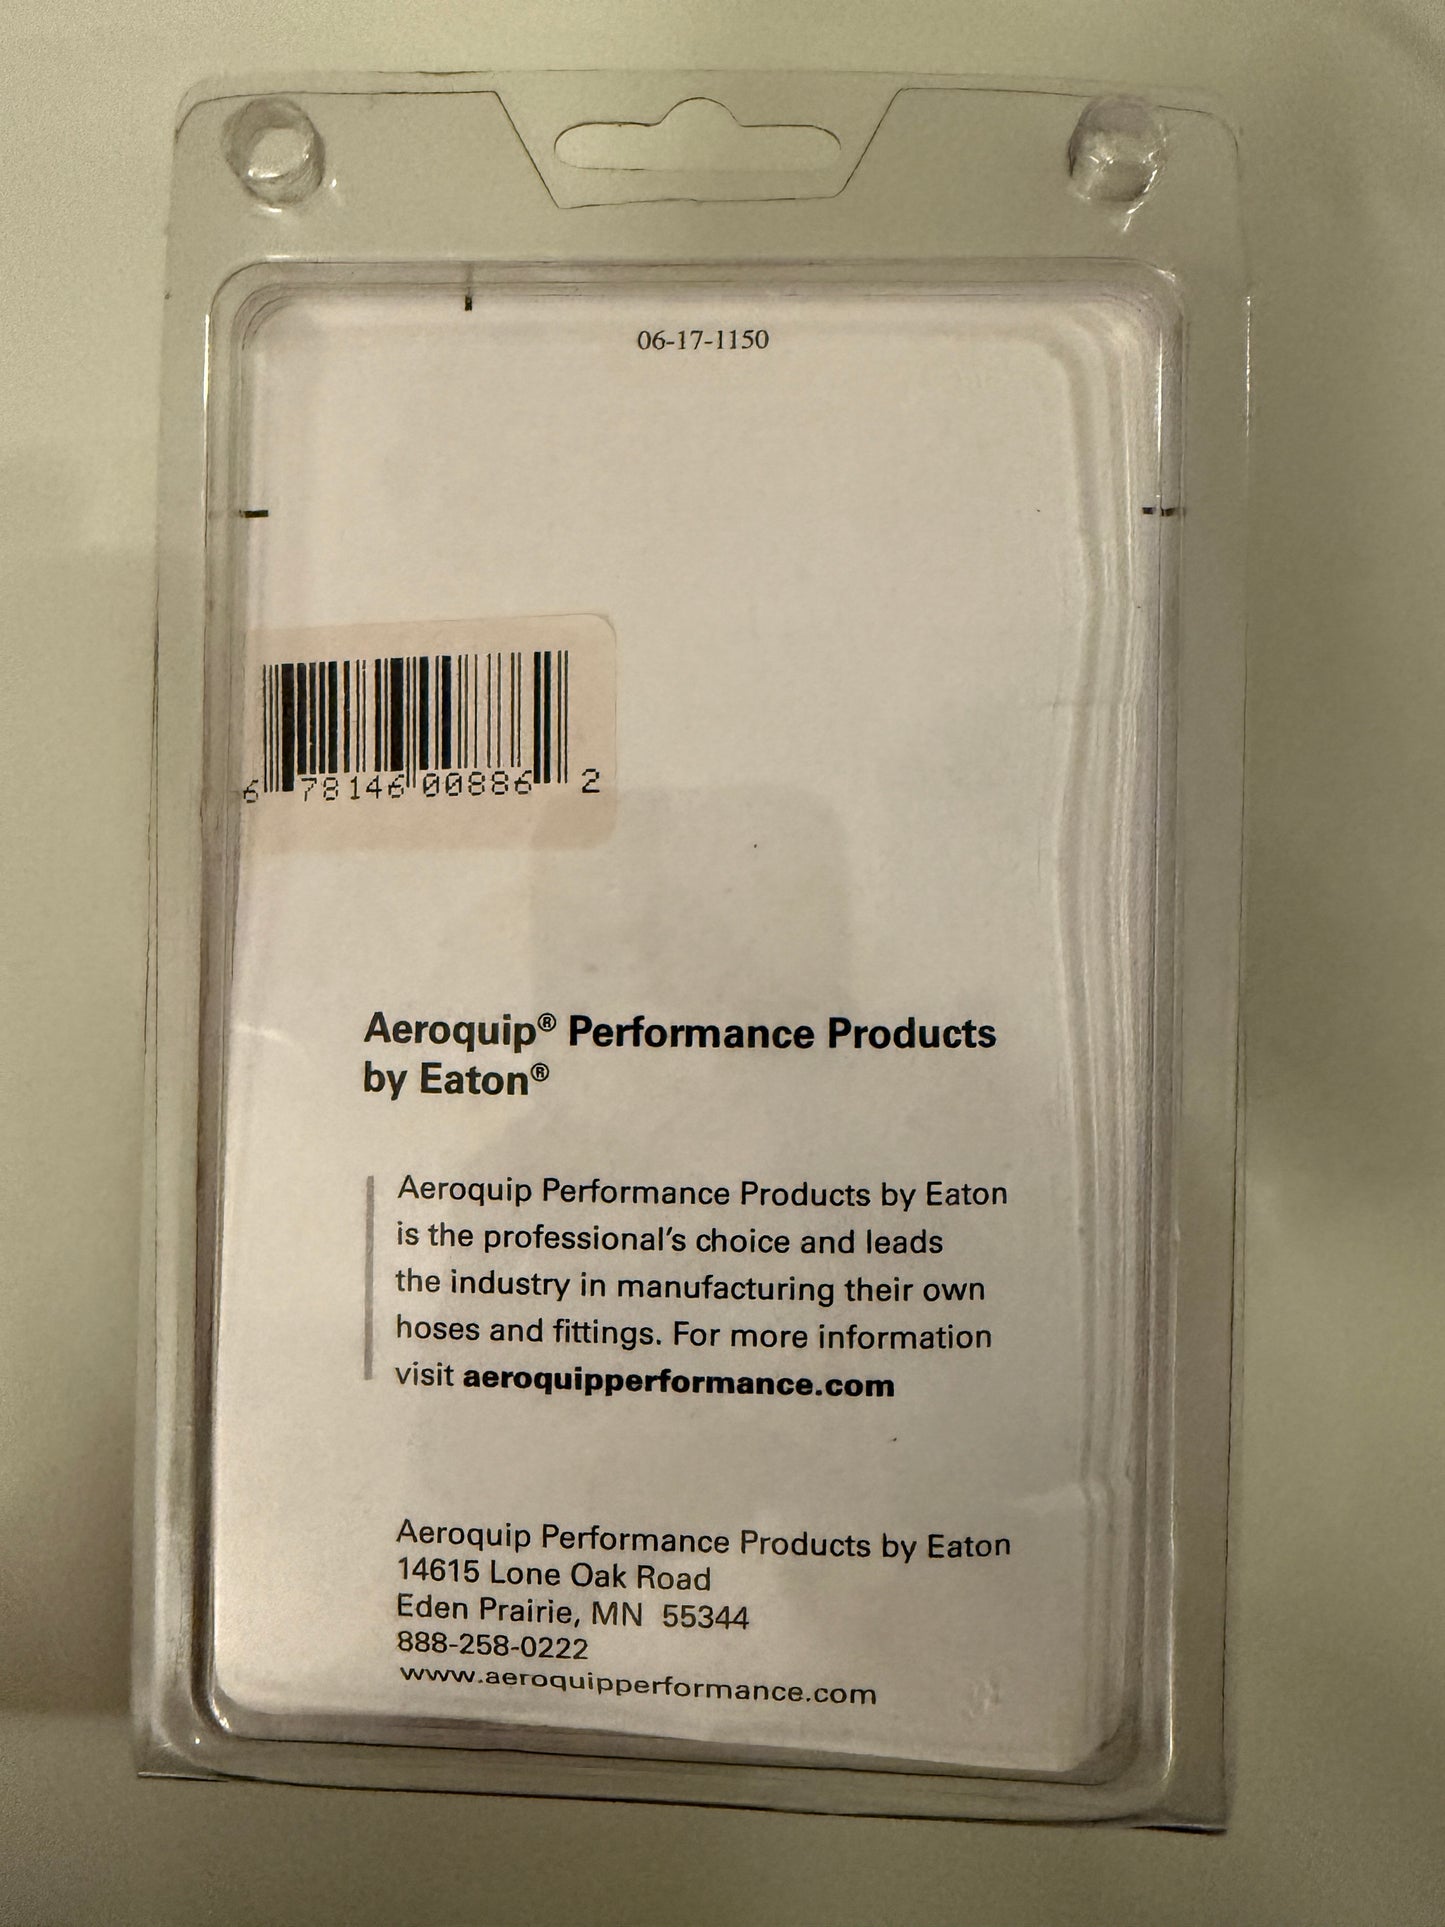 06-17-1150
6 78146 00886 2
Aeroquip® Performance Products
by Eaton®
Aeroquip Performance Products by Eaton
is the professional's choice and leads
the industry in manufacturing their own
hoses and fittings. For more information
visit aeroquipperformance.com
Aeroquip Performance Products by Eaton
14615 Lone Oak Road
Eden Prairie, MN 55344
888-258-0222
www.aeroquipperformance.com